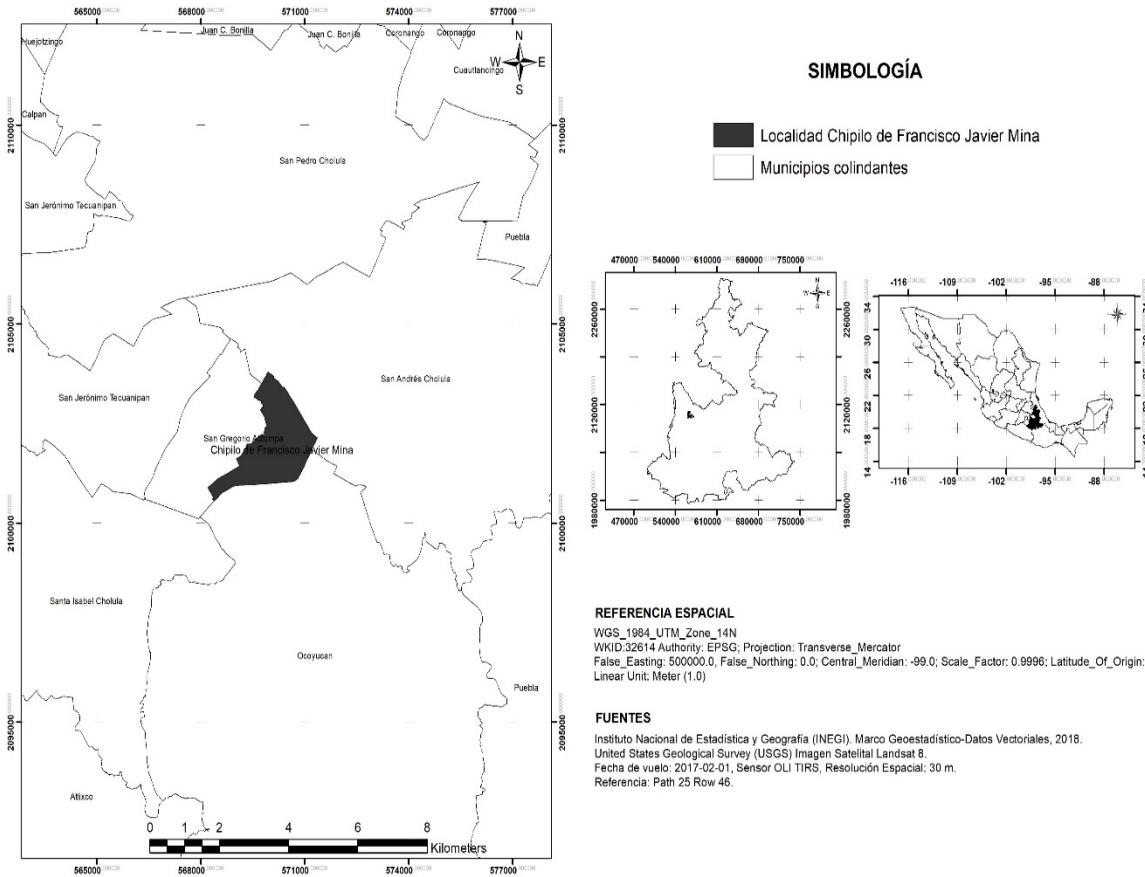 565000 568000 571000 574000 577000
Juan C. Bonilla
Juan C. Bonilla
Coronango
Coronango
Huejotzingo
N
W E
S
Cuautlancingo
Calpan
2110000
2110000
San Pedro Cholula
San Jerónimo Tecuanipan
Puebla
2105000
2105000
San Andrés Cholula
San Jerónimo Tecuanipan
San Gregorio Atzompa
Chipilo de Francisco Javier Mina
2100000
2100000
Santa Isabel Cholula
Ocoyucan
Puebla
2095000
2095000
Atlixco
0 1 2 4 6 8
Kilometers
565000 568000 571000 574000 577000
SIMBOLOGÍA
Localidad Chipilo de Francisco Javier Mina
Municipios colindantes
470000 540000 610000 680000 750000
N
W E
S
2260000
2260000
2120000
2120000
1980000
1980000
470000 540000 610000 680000 750000
-116 -109 -102 -95 -88
34
30
26
22
18
14
-116 -109 -102 -95 -88
REFERENCIA ESPACIAL
WGS_1984_UTM_Zone_14N
WKID:32614 Authority: EPSG; Projection: Transverse_Mercator
False_Easting: 500000.0, False_Northing: 0.0; Central_Meridian: -99.0; Scale_Factor: 0.9996; Latitude_Of_Origin:
Linear Unit: Meter (1.0)
FUENTES
Instituto Nacional de Estadística y Geografía (INEGI). Marco Geoestadístico-Datos Vectoriales, 2018.
United States Geological Survey (USGS) Imagen Satelital Landsat 8.
Fecha de vuelo: 2017-02-01, Sensor OLI TIRS, Resolución Espacial: 30 m.
Referencia: Path 25 Row 46.